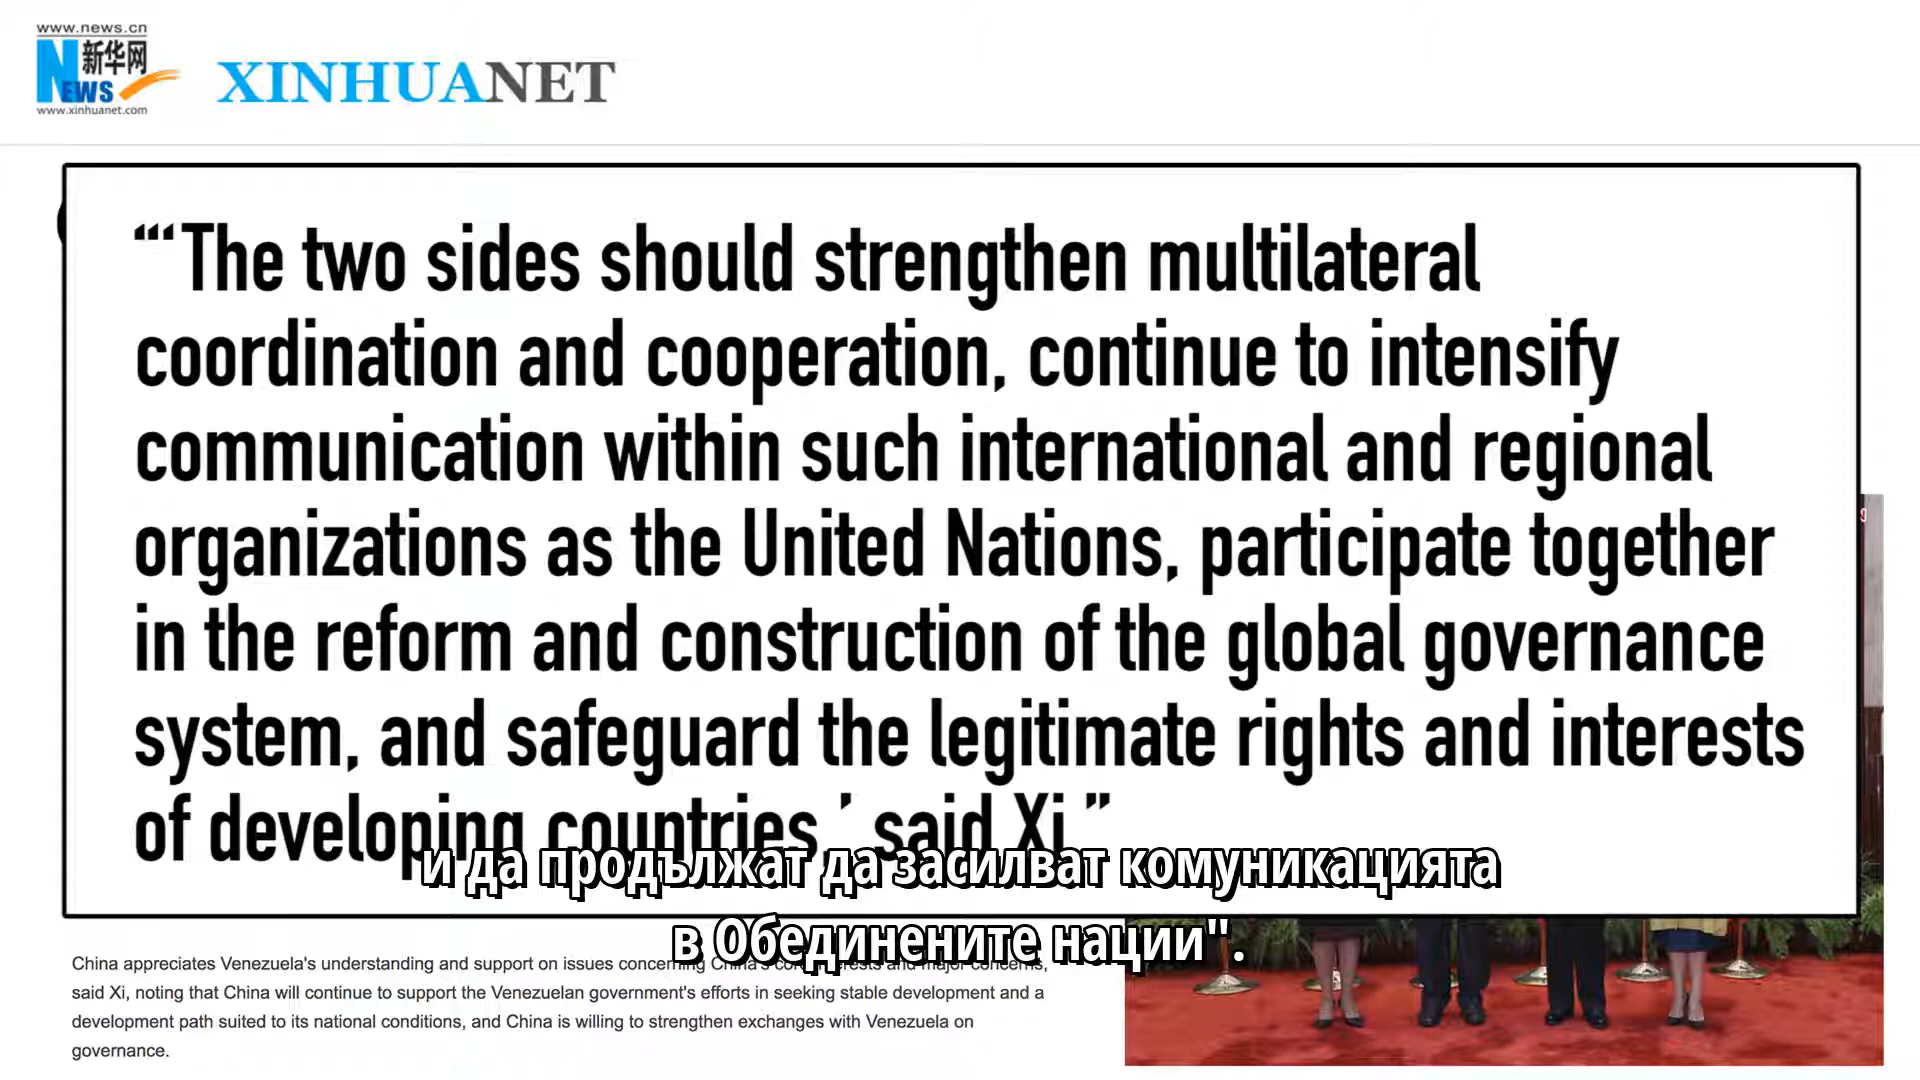 www.news.cn
新华网
NEWS
www.xinhuanet.com
XINHUANET
“‘The two sides should strengthen multilateral
coordination and cooperation, continue to intensify
communication within such international and regional
organizations as the United Nations, participate together
in the reform and construction of the global governance
system, and safeguard the legitimate rights and interests
of developing countries,’ said Xi.”
и да продължат да засилват комуникацията
в Обединените нации".
China appreciates Venezuela's understanding and support on issues concerning China's core interests and major concerns,
said Xi, noting that China will continue to support the Venezuelan government's efforts in seeking stable development and a
development path suited to its national conditions, and China is willing to strengthen exchanges with Venezuela on
governance.